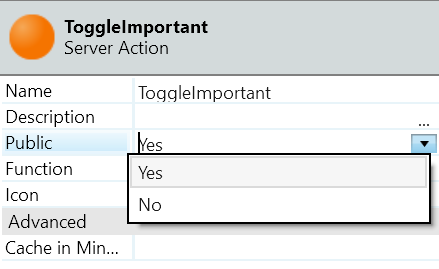 ToggleImportant
Server Action
Name ToggleImportant
Description ...
Public Yes
Function Yes
Icon No
Advanced
Cache in Min...